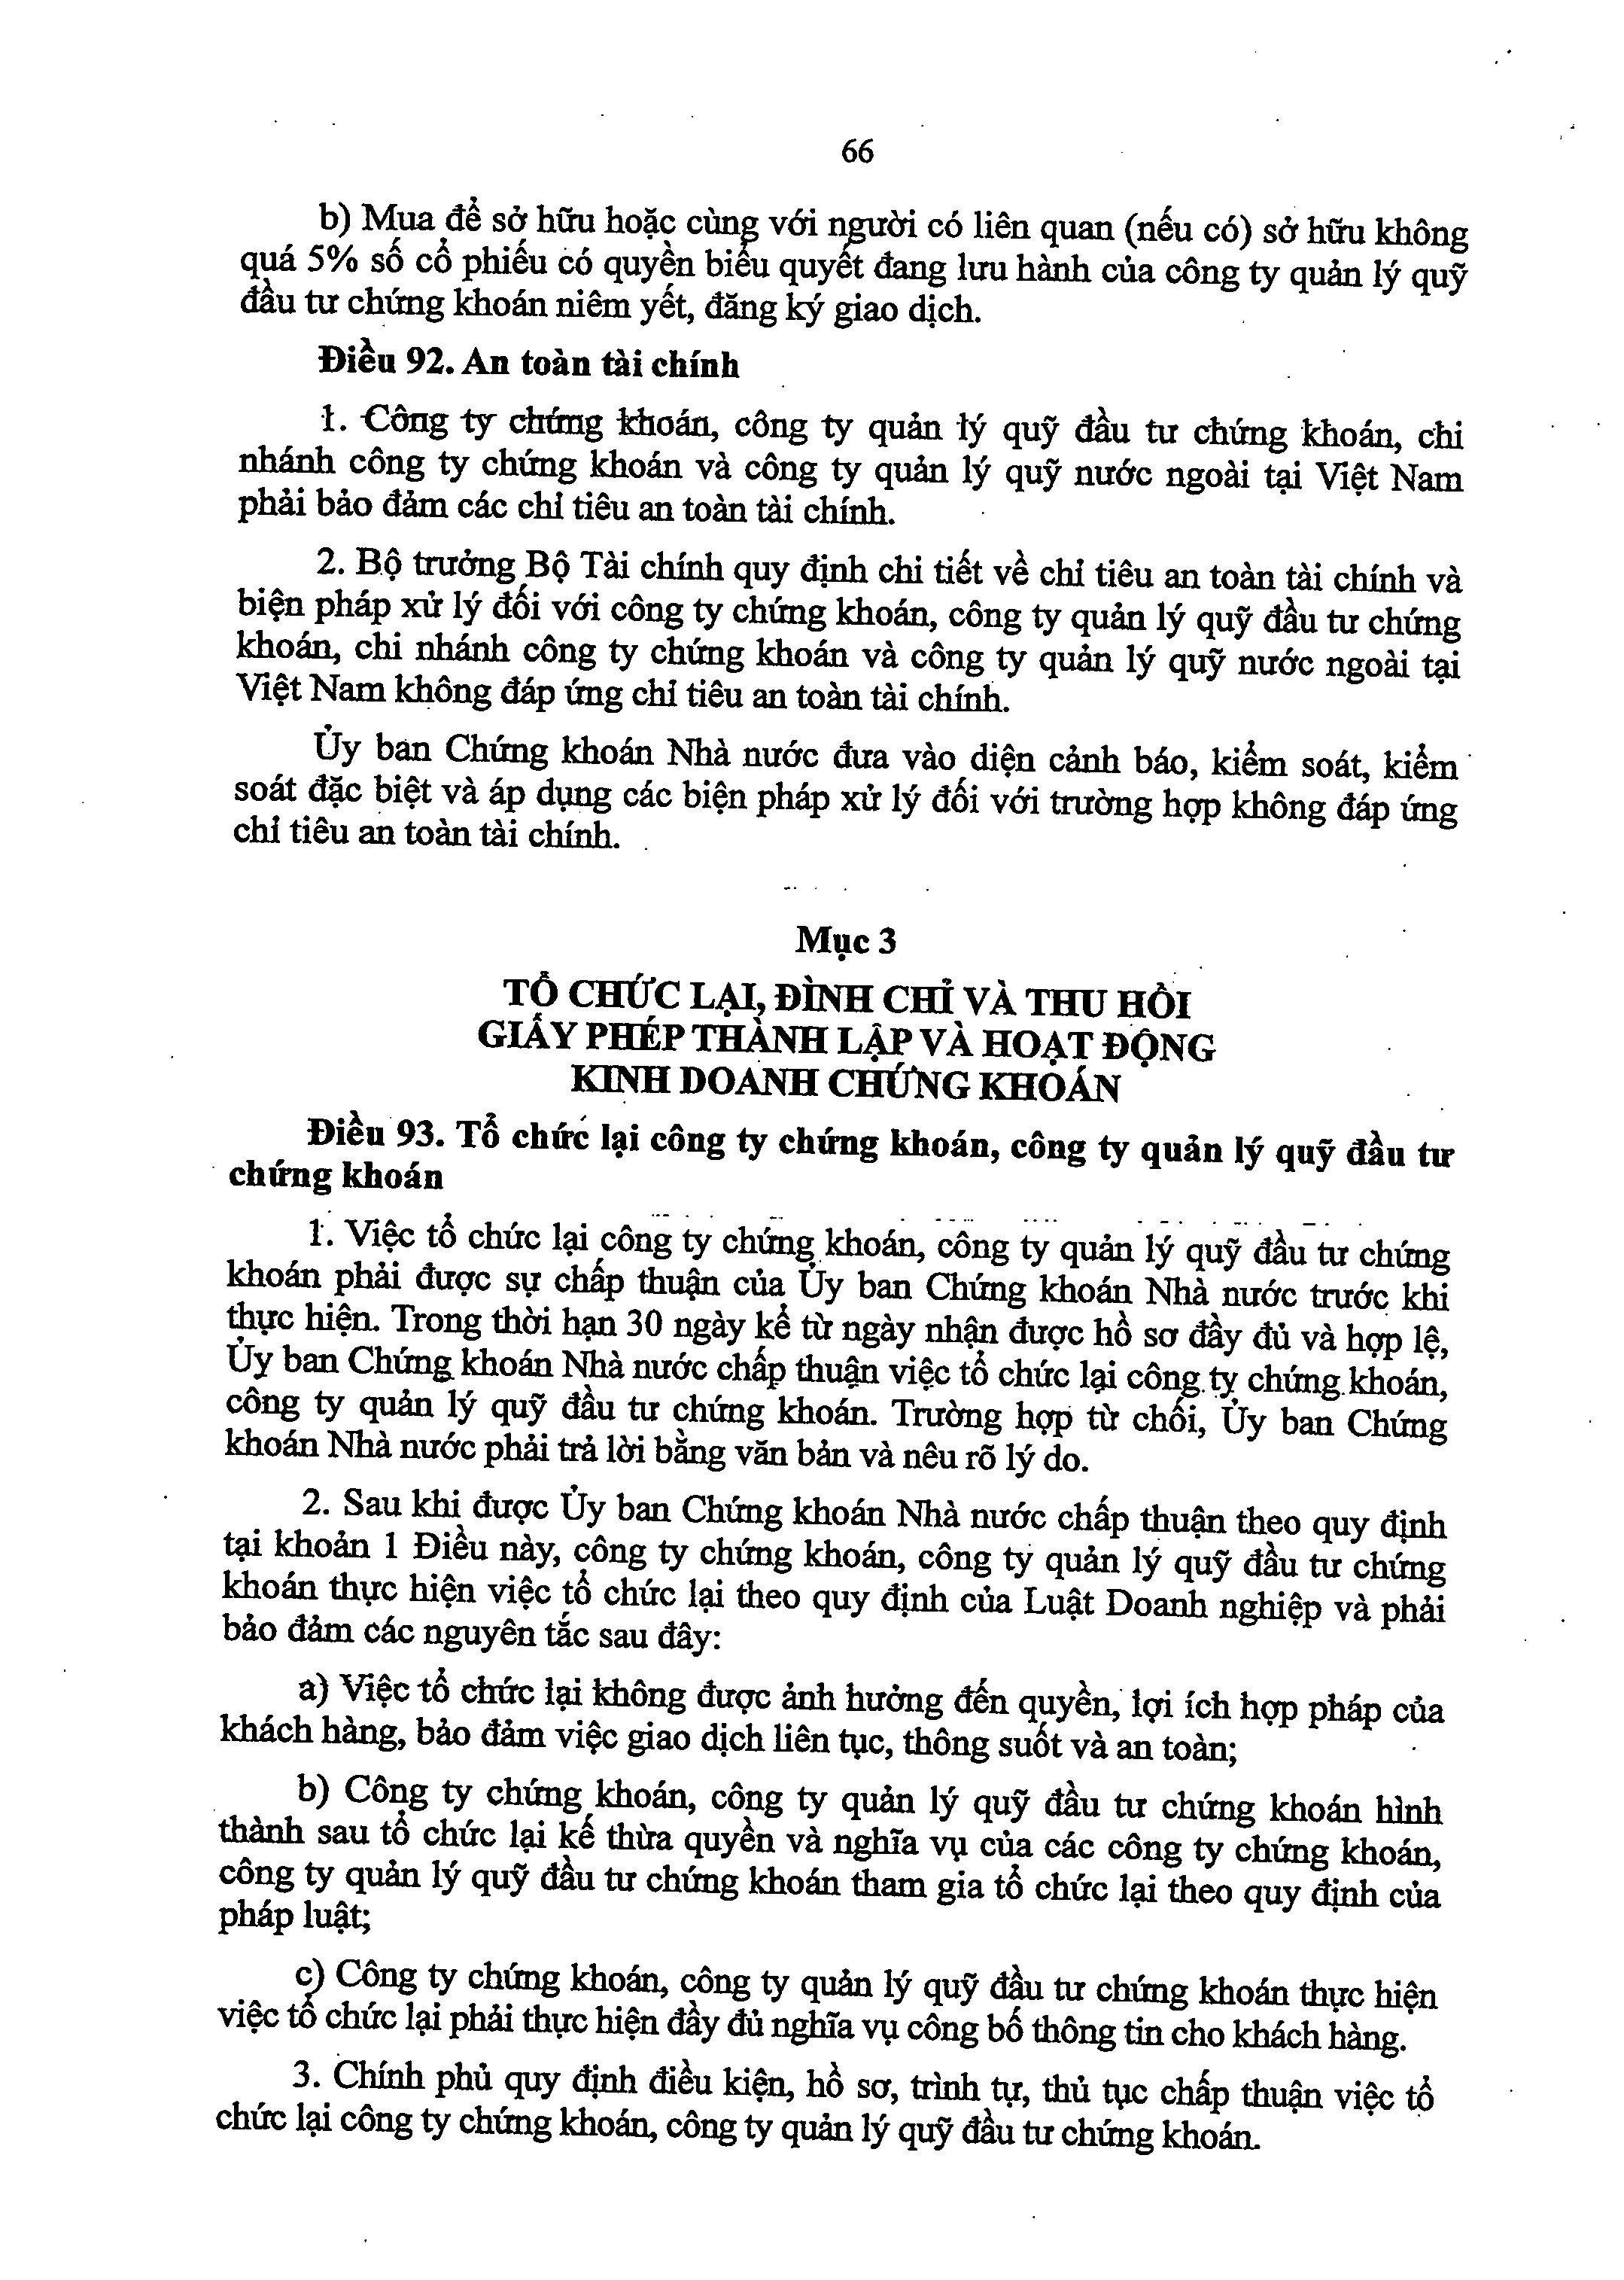 66
b) Mua để sở hữu hoặc cùng với người có liên quan (nếu có) sở hữu không
quá 5% số cổ phiếu có quyền biểu quyết đang lưu hành của công ty quản lý quỹ
đầu tư chứng khoán niêm yết, đăng ký giao dịch.
Điều 92. An toàn tài chính
1. Công ty chứng khoán, công ty quản lý quỹ đầu tư chứng khoán, chi
nhánh công ty chứng khoán và công ty quản lý quỹ nước ngoài tại Việt Nam
phải bảo đảm các chỉ tiêu an toàn tài chính.
2. Bộ trưởng Bộ Tài chính quy định chi tiết về chỉ tiêu an toàn tài chính và
biện pháp xử lý đối với công ty chứng khoán, công ty quản lý quỹ đầu tư chứng
khoán, chi nhánh công ty chứng khoán và công ty quản lý quỹ nước ngoài tại
Việt Nam không đáp ứng chỉ tiêu an toàn tài chính.
Ủy ban Chứng khoán Nhà nước đưa vào diện cảnh báo, kiểm soát, kiểm
soát đặc biệt và áp dụng các biện pháp xử lý đối với trường hợp không đáp ứng
chỉ tiêu an toàn tài chính.
Mục 3
TỔ CHỨC LẠI, ĐÌNH CHỈ VÀ THU HỒI
GIẤY PHÉP THÀNH LẬP VÀ HOẠT ĐỘNG
KINH DOANH CHỨNG KHOÁN
Điều 93. Tổ chức lại công ty chứng khoán, công ty quản lý quỹ đầu tư
chứng khoán
1. Việc tổ chức lại công ty chứng khoán, công ty quản lý quỹ đầu tư chứng
khoán phải được sự chấp thuận của Ủy ban Chứng khoán Nhà nước trước khi
thực hiện. Trong thời hạn 30 ngày kể từ ngày nhận được hồ sơ đầy đủ và hợp lệ,
Ủy ban Chứng khoán Nhà nước chấp thuận việc tổ chức lại công ty chứng khoán,
công ty quản lý quỹ đầu tư chứng khoán. Trường hợp từ chối, Ủy ban Chứng
khoán Nhà nước phải trả lời bằng văn bản và nêu rõ lý do.
2. Sau khi được Ủy ban Chứng khoán Nhà nước chấp thuận theo quy định
tại khoản 1 Điều này, công ty chứng khoán, công ty quản lý quỹ đầu tư chứng
khoán thực hiện việc tổ chức lại theo quy định của Luật Doanh nghiệp và phải
bảo đảm các nguyên tắc sau đây:
a) Việc tổ chức lại không được ảnh hưởng đến quyền, lợi ích hợp pháp của
khách hàng, bảo đảm việc giao dịch liên tục, thông suốt và an toàn;
b) Công ty chứng khoán, công ty quản lý quỹ đầu tư chứng khoán hình
thành sau tổ chức lại kế thừa quyền và nghĩa vụ của các công ty chứng khoán,
công ty quản lý quỹ đầu tư chứng khoán tham gia tổ chức lại theo quy định của
pháp luật;
c) Công ty chứng khoán, công ty quản lý quỹ đầu tư chứng khoán thực hiện
việc tổ chức lại phải thực hiện đầy đủ nghĩa vụ công bố thông tin cho khách hàng.
3. Chính phủ quy định điều kiện, hồ sơ, trình tự, thủ tục chấp thuận việc tổ
chức lại công ty chứng khoán, công ty quản lý quỹ đầu tư chứng khoán.